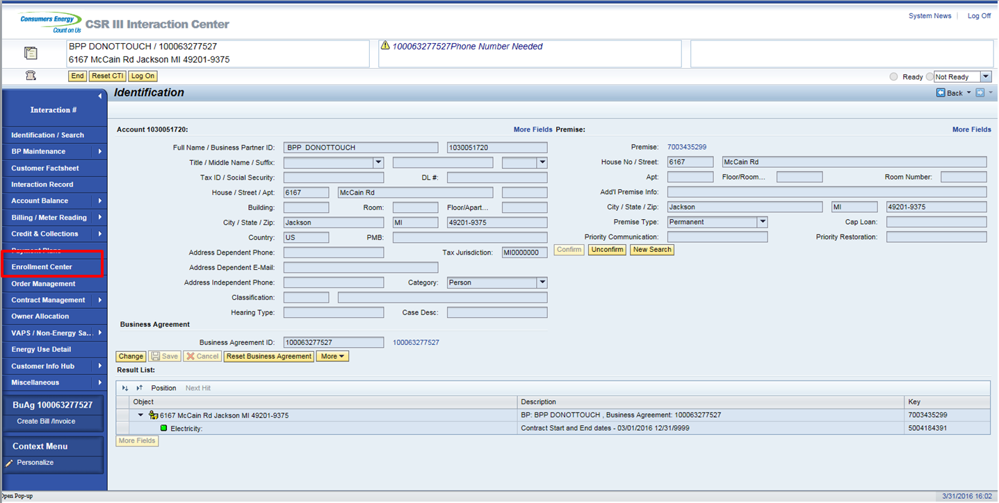 System News
Log Off
Consumers Energy
Count on Us
CSR III Interaction Center
BPP DONOTTOUCH / 100063277527
6167 McCain Rd Jackson MI 49201-9375
100063277527Phone Number Needed
End Reset CTI Log On
Ready Not Ready
Identification
Back
Interaction #
Identification / Search
BP Maintenance
Customer Factsheet
Interaction Record
Account Balance
Billing / Meter Reading
Credit & Collections
Payment Plans
Enrollment Center
Order Management
Contract Management
Owner Allocation
VAPS / Non-Energy Sa...
Energy Use Detail
Customer Info Hub
Miscellaneous
BuAg 100063277527
Create Bill /Invoice
Context Menu
Personalize
Account 1030051720: More Fields
Full Name / Business Partner ID: BPP DONOTTOUCH 1030051720
Title / Middle Name / Suffix:
Tax ID / Social Security: DL #:
House / Street / Apt: 6167 McCain Rd
Building: Room: Floor/Apart...
City / State / Zip: Jackson MI 49201-9375
Country: US PMB:
Address Dependent Phone: Tax Jurisdiction: MI0000000
Address Dependent E-Mail:
Address Independent Phone: Category: Person
Classification:
Hearing Type: Case Desc:
Premise: More Fields
Premise: 7003435299
House No / Street: 6167 McCain Rd
Apt: Floor/Room... Room Number:
Add'l Premise Info:
City / State / Zip: Jackson MI 49201-9375
Premise Type: Permanent Cap Loan:
Priority Communication: Priority Restoration:
Confirm Unconfirm New Search
Business Agreement
Business Agreement ID: 100063277527 100063277527
Change Save Cancel Reset Business Agreement More
Result List:
Position Next Hit
Object Description Key
6167 McCain Rd Jackson MI 49201-9375 BP: BPP DONOTTOUCH , Business Agreement: 100063277527 7003435299
Electricity: Contract Start and End dates - 03/01/2016 12/31/9999 5004184391
More Fields
Open Pop-up
3/31/2016 16:02